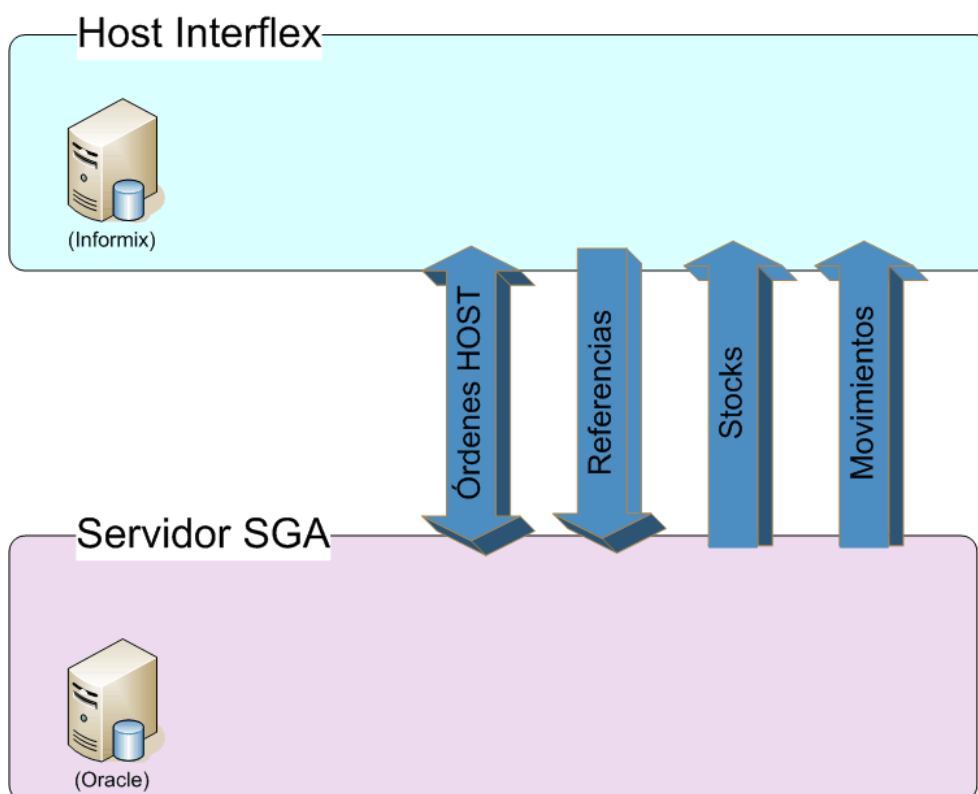 Host Interflex
(Informix)
Órdenes HOST
Referencias
Stocks
Movimientos
Servidor SGA
(Oracle)